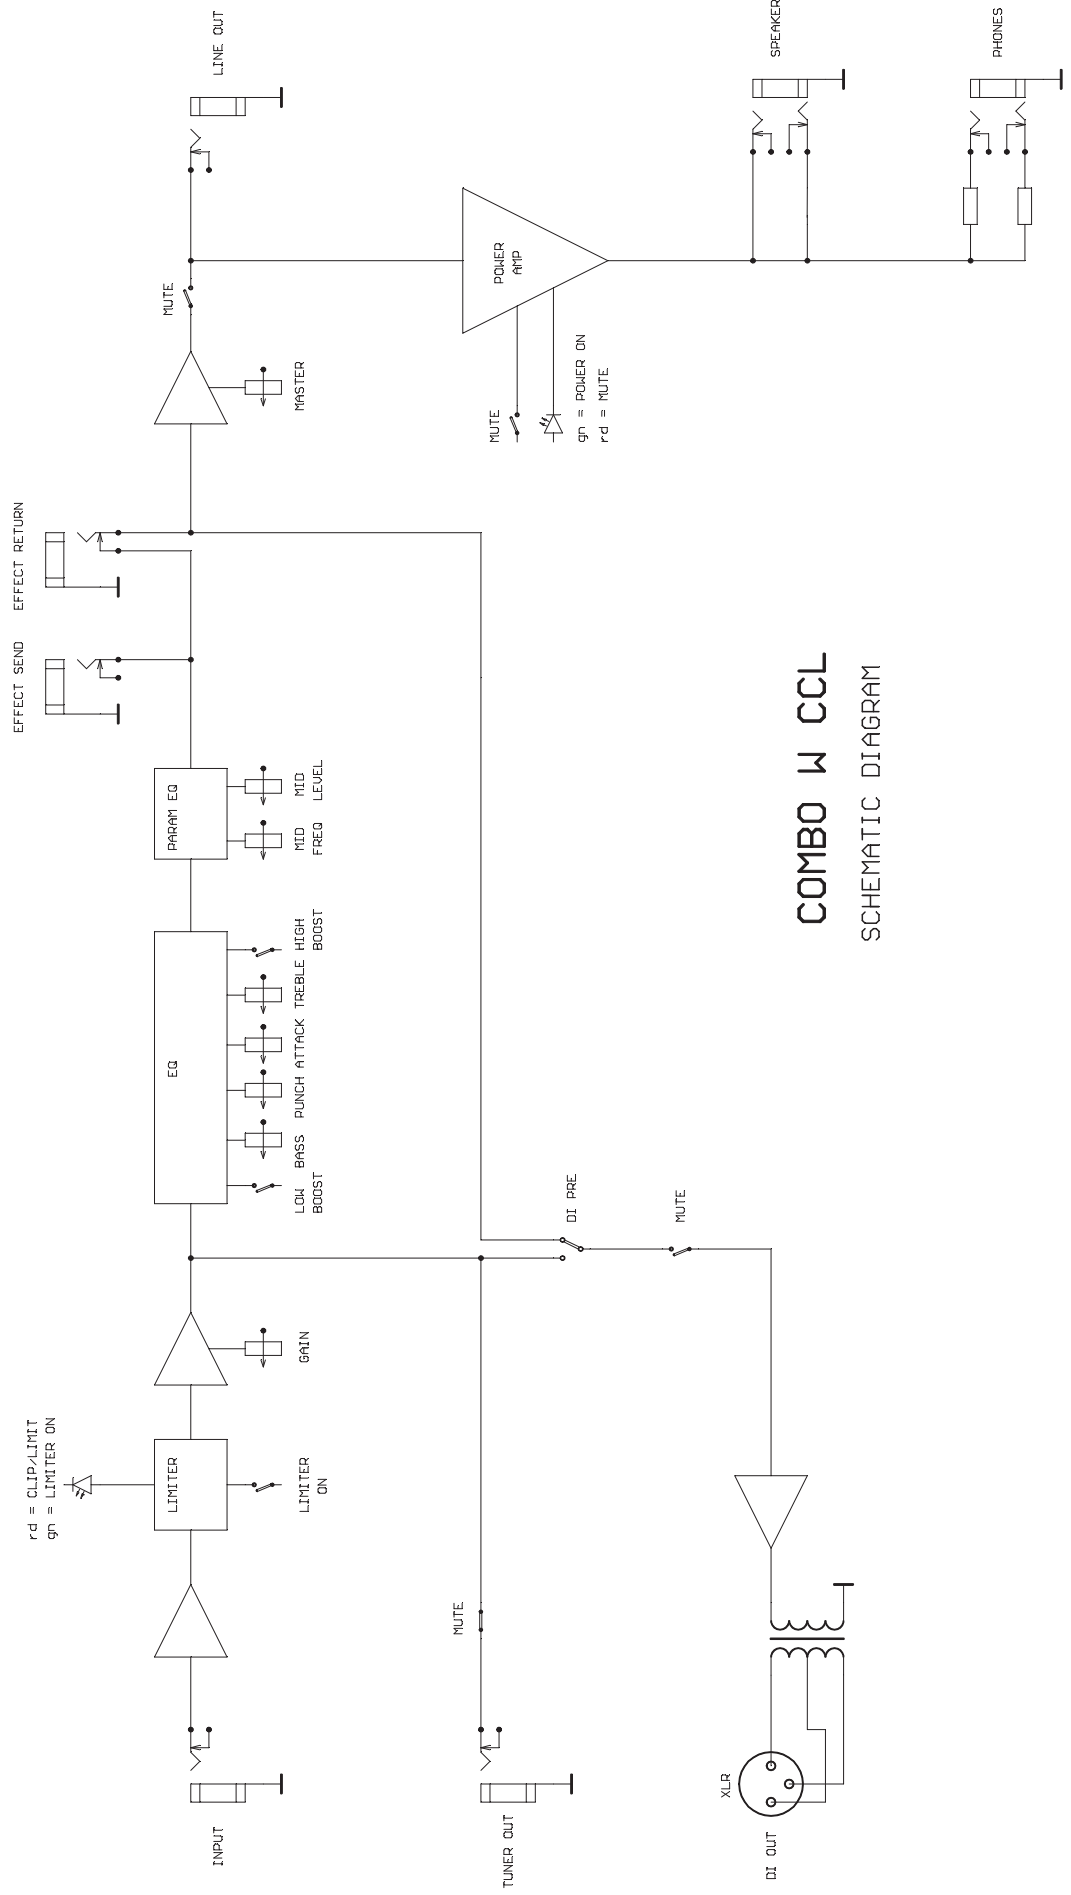 EFFECT SEND
EFFECT RETURN
LINE OUT
rd = CLIP/LIMIT
gn = LIMITER ON
INPUT
LIMITER
LIMITER
ON
GAIN
EQ
LOW
BOOST
BASS
PUNCH
ATTACK
TREBLE
HIGH
BOOST
PARAM EQ
MID
FREQ
MID
LEVEL
MASTER
MUTE
TUNER OUT
MUTE
DI PRE
MUTE
POWER
AMP
MUTE
gn = POWER ON
rd = MUTE
XLR
DI OUT
SPEAKER
PHONES
COMBO W CCL
SCHEMATIC DIAGRAM